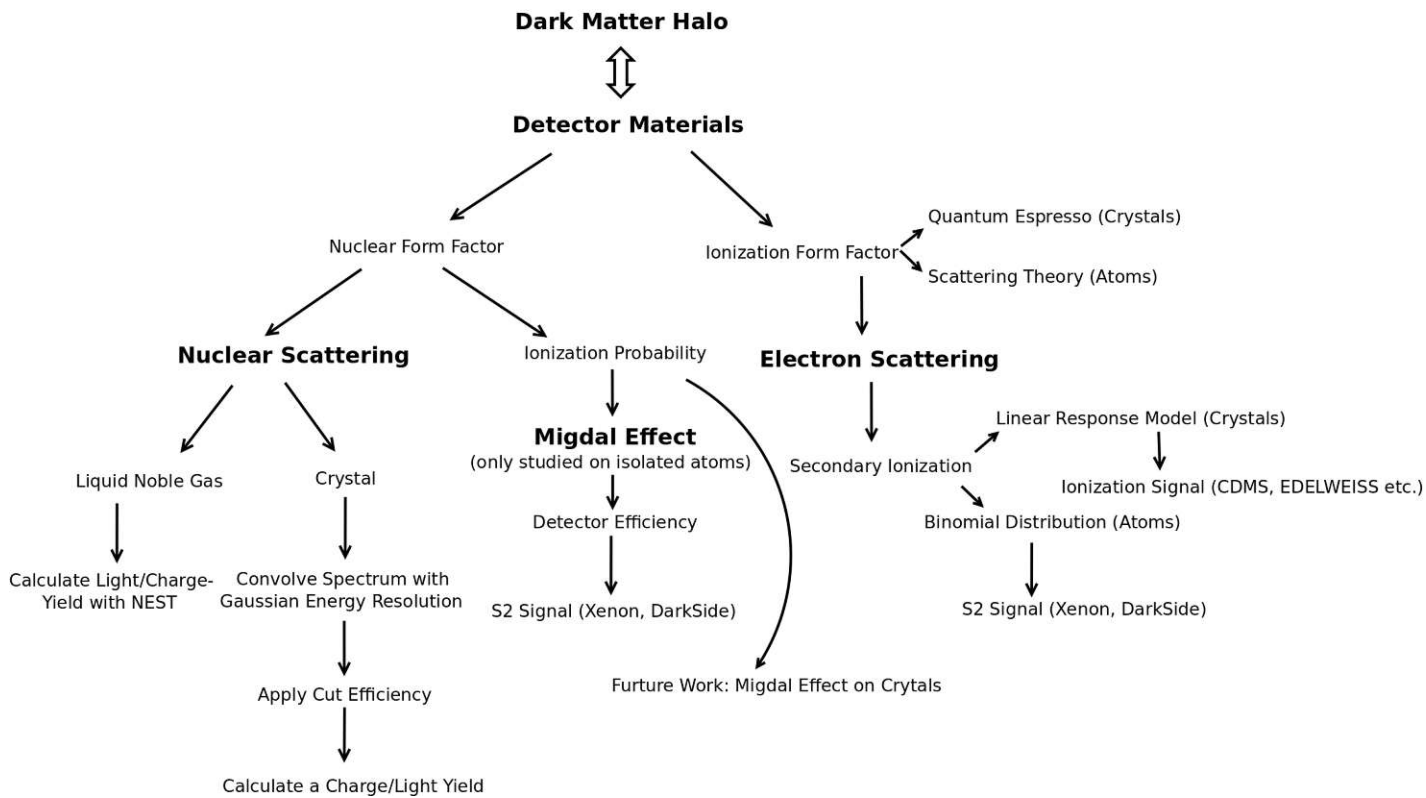 Dark Matter Halo
Detector Materials
Nuclear Form Factor
Ionization Form Factor
Quantum Espresso (Crystals)
Scattering Theory (Atoms)
Nuclear Scattering
Ionization Probability
Electron Scattering
Liquid Noble Gas
Crystal
Migdal Effect
(only studied on isolated atoms)
Secondary Ionization
Linear Response Model (Crystals)
Ionization Signal (CDMS, EDELWEISS etc.)
Binomial Distribution (Atoms)
Detector Efficiency
Calculate Light/Charge-
Yield with NEST
Convolve Spectrum with
Gaussian Energy Resolution
S2 Signal (Xenon, DarkSide)
S2 Signal (Xenon, DarkSide)
Apply Cut Efficiency
Furture Work: Migdal Effect on Crytals
Calculate a Charge/Light Yield